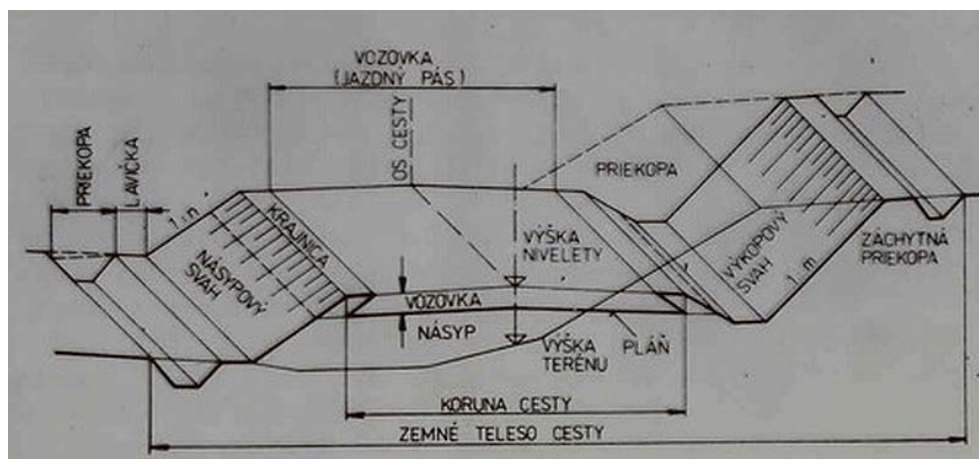 VOZOVKA
(JAZDNÝ PÁS)
PRIEKOPA
LAVIČKA
OS CESTY
PRIEKOPA
1:n
KRAJNICA
NÁSYPOVÝ
SVAH
VÝŠKA
NIVELETY
VÝKOPOVÝ
SVAH
1:m
ZÁCHYTNÁ
PRIEKOPA
VOZOVKA
NÁSYP
VÝŠKA
TERÉNU
PLÁŇ
KORUNA CESTY
ZEMNÉ TELESO CESTY